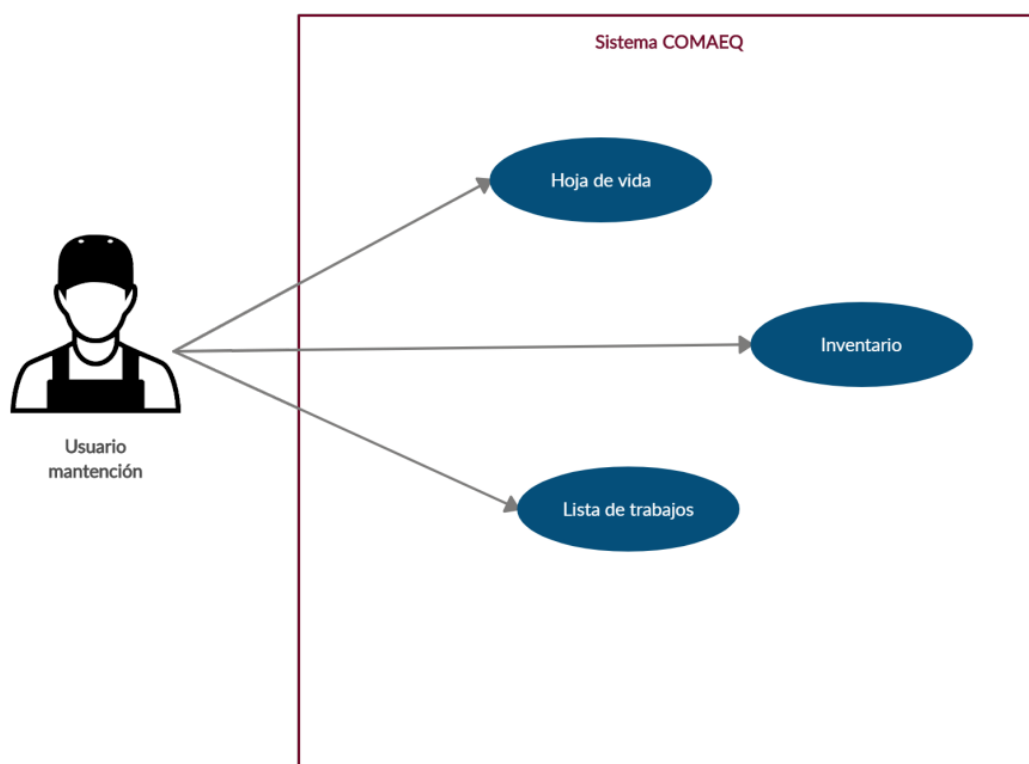 Sistema COMAEQ
Hoja de vida
Inventario
Usuario
mantención
Lista de trabajos